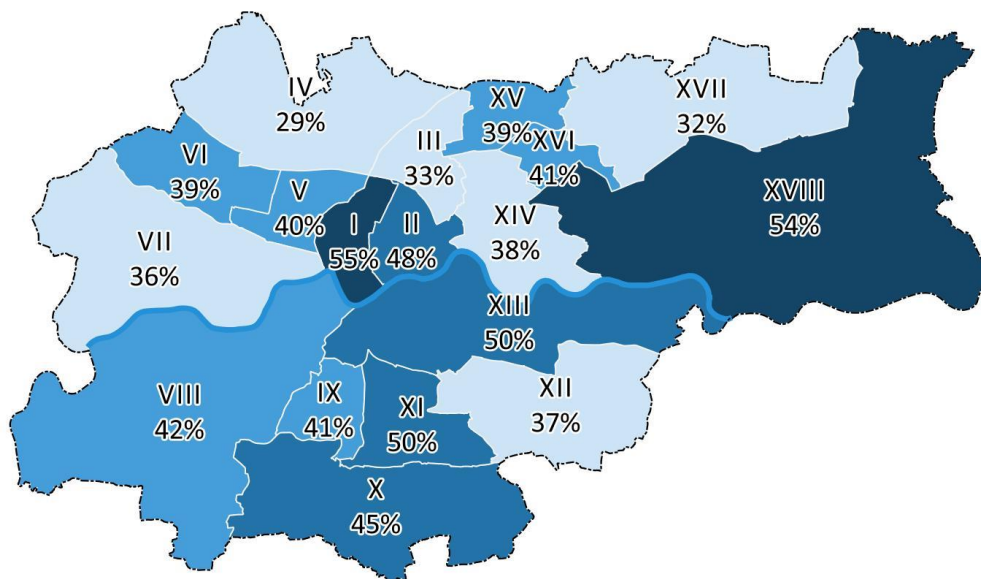 IV
29%
XV
39%
XVII
32%
III
33%
XVI
41%
VI
39%
V
40%
XVIII
54%
I
55%
II
48%
XIV
38%
VII
36%
XIII
50%
VIII
42%
IX
41%
XI
50%
XII
37%
X
45%